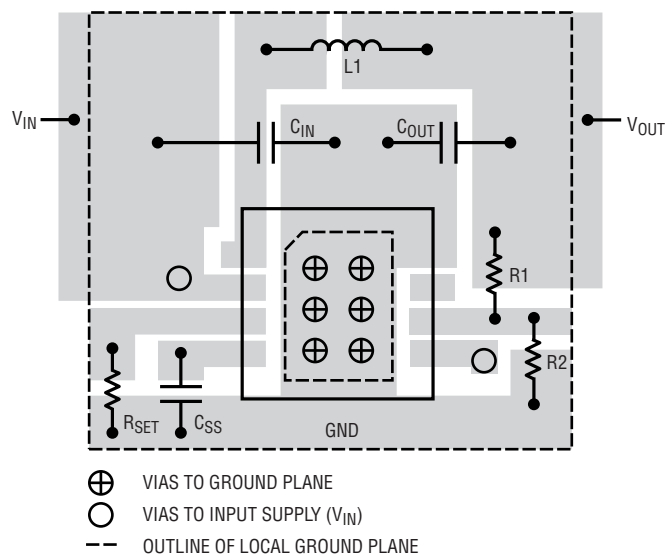 L1
V_IN
C_IN
C_OUT
V_OUT
R1
R2
R_SET
C_SS
GND
VIAS TO GROUND PLANE
VIAS TO INPUT SUPPLY (V_IN)
OUTLINE OF LOCAL GROUND PLANE